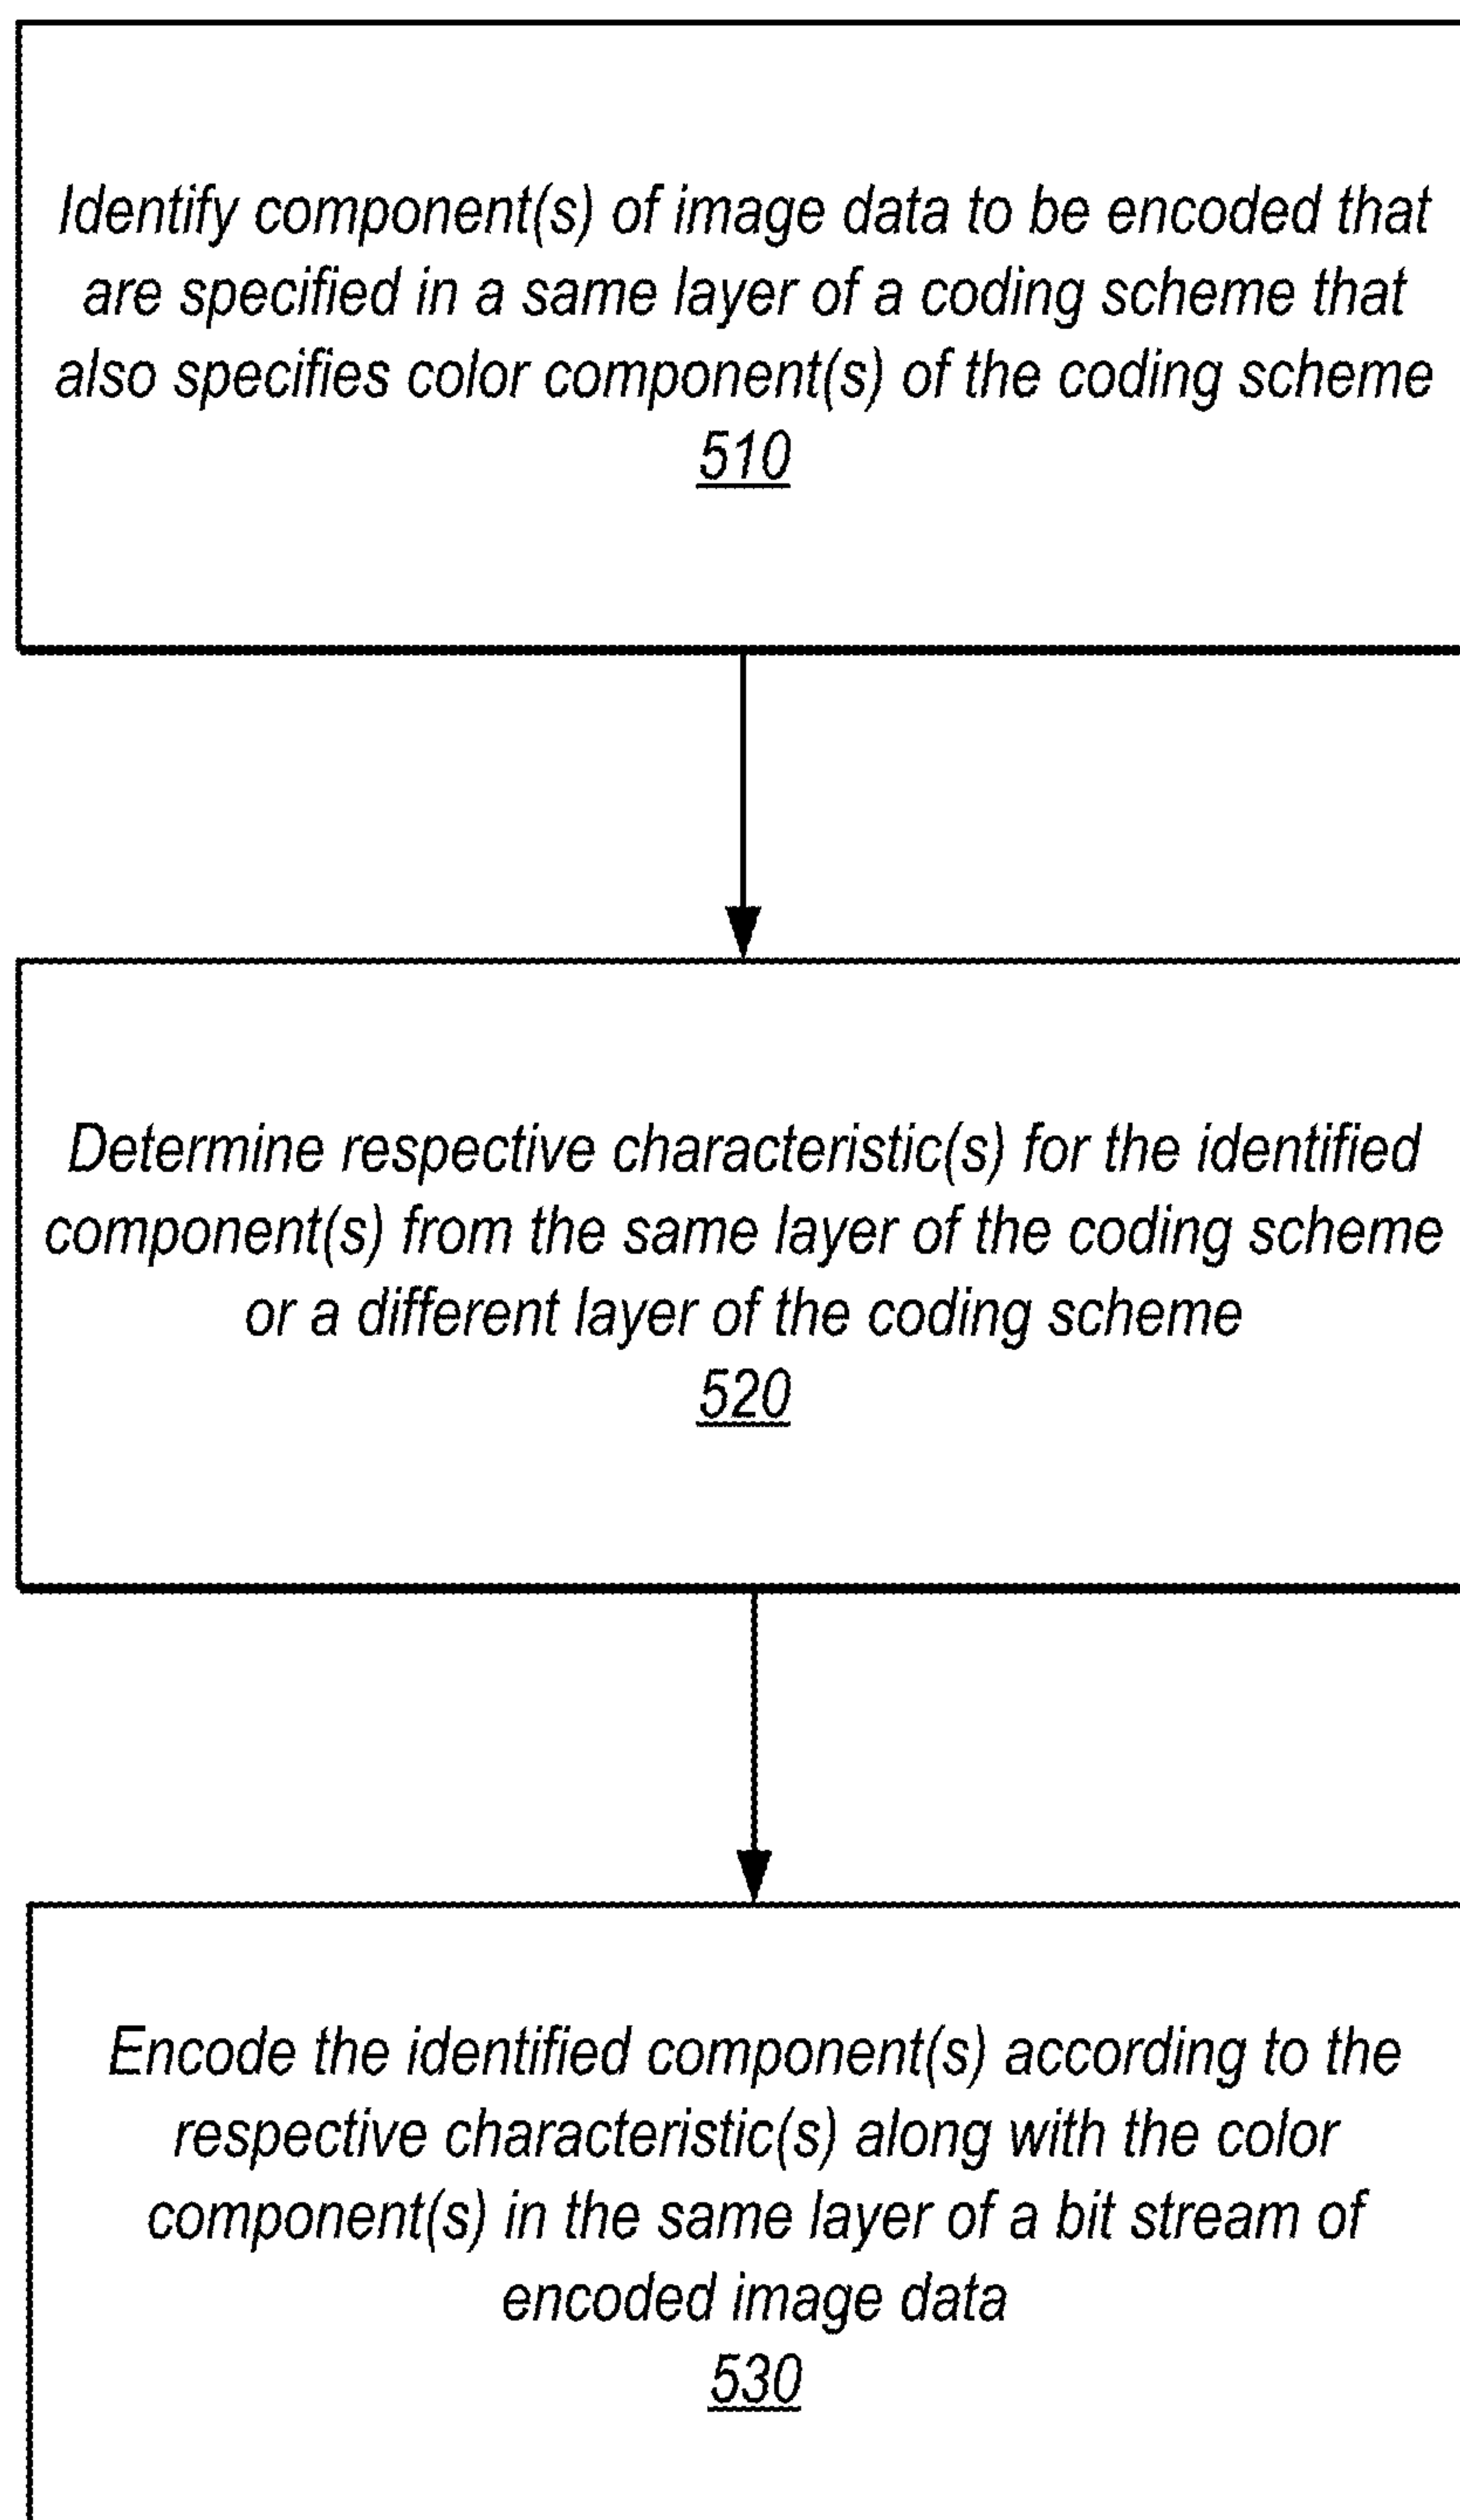 Identify component(s) of image data to be encoded that
are specified in a same layer of a coding scheme that
also specifies color component(s) of the coding scheme
510
Determine respective characteristic(s) for the identified
component(s) from the same layer of the coding scheme
or a different layer of the coding scheme
520
Encode the identified component(s) according to the
respective characteristic(s) along with the color
component(s) in the same layer of a bit stream of
encoded image data
530